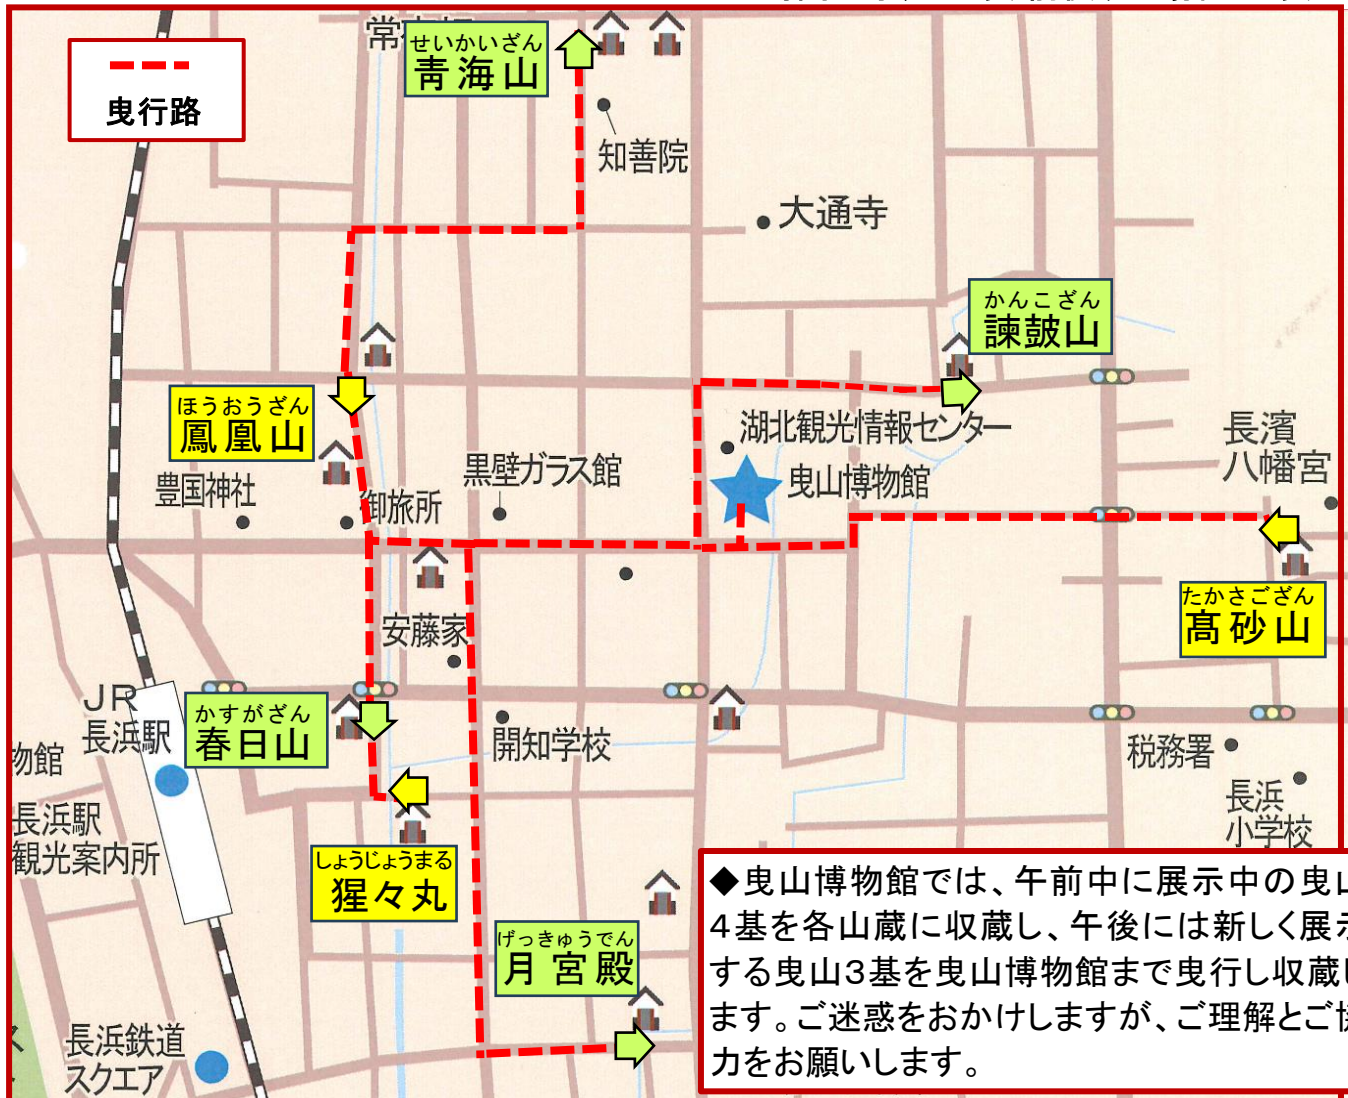 曳行路
せいかいざん
青海山
知善院
大通寺
かんこざん
諫皷山
ほうおうざん
鳳凰山
湖北観光情報センター
長濱
八幡宮
黒壁ガラス館
曳山博物館
豊国神社
御旅所
たかさござん
髙砂山
安藤家
JR
長浜駅
かすがざん
春日山
開知学校
物館
税務署
長浜駅
観光案内所
長浜
小学校
しょうじょうまる
猩々丸
げっきゅうでん
月宮殿
◆曳山博物館では、午前中に展示中の曳山
4基を各山蔵に収蔵し、午後には新しく展示
する曳山3基を曳山博物館まで曳行し収蔵し
ます。ご迷惑をおかけしますが、ご理解とご協
力をお願いします。
長浜鉄道
スクエア